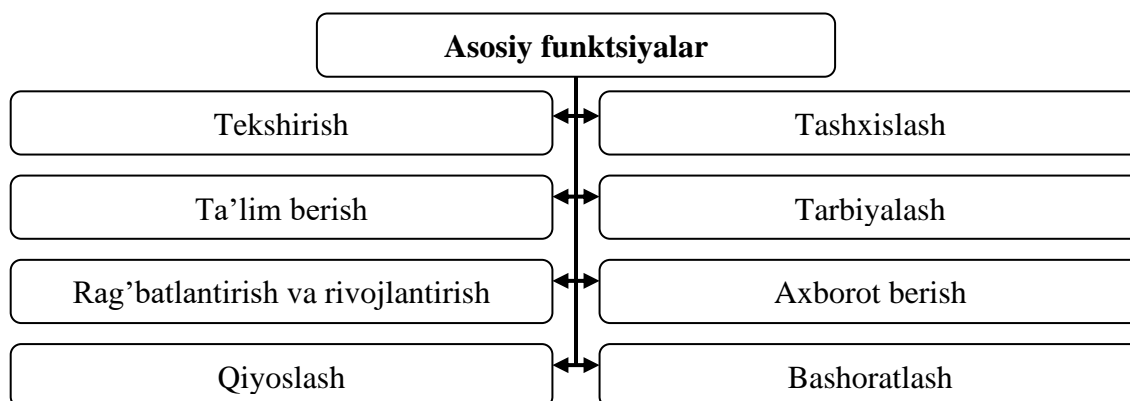 Asosiy funktsiyalar
Tekshirish
Tashxislash
Ta’lim berish
Tarbiyalash
Rag’batlantirish va rivojlantirish
Axborot berish
Qiyoslash
Bashoratlash